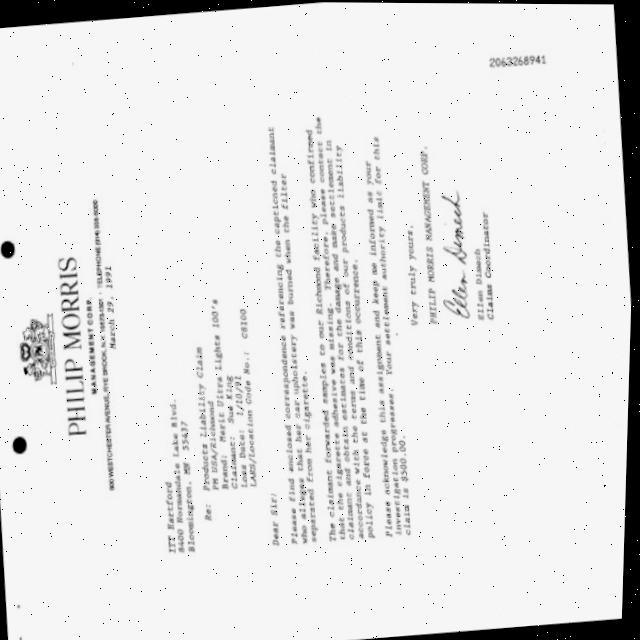 PHILIP MORRIS
MANAGEMENT CORP.
800 WESTCHESTER AVENUE, RYE BROOK, N.Y. 10573-1301 TELEPHONE (914) 335-5000
March 29, 1991
ITT Hartford
8400 Normandale Lake Blvd.
Bloomington, MN 55437
Re: Products Liability Claim
PM USA/Richmond
Brand: Merit Ultra Lights 100's
Claimant: Sue King
Loss Date: 1/10/91
LADS/Location Code No.: C8100
Dear Sir:
Please find enclosed correspondence referencing the captioned claimant
who alleges that her car upholstery was burned when the filter
separated from her cigarette.
The claimant forwarded samples to our Richmond facility who confirmed
that the cigarette adhesive was missing. Therefore, please contact the
claimant and obtain estimates for the damage and make settlement in
accordance with the terms and conditions of our products liability
policy in force at the time of this occurrence.
Please acknowledge this assignment and keep me informed as your
investigation progresses. Your settlement authority limit for this
claim is $500.00.
Very truly yours,
PHILIP MORRIS MANAGEMENT CORP.
Ellen Dimech
Ellen Dimech
Claims Coordinator
2063268941